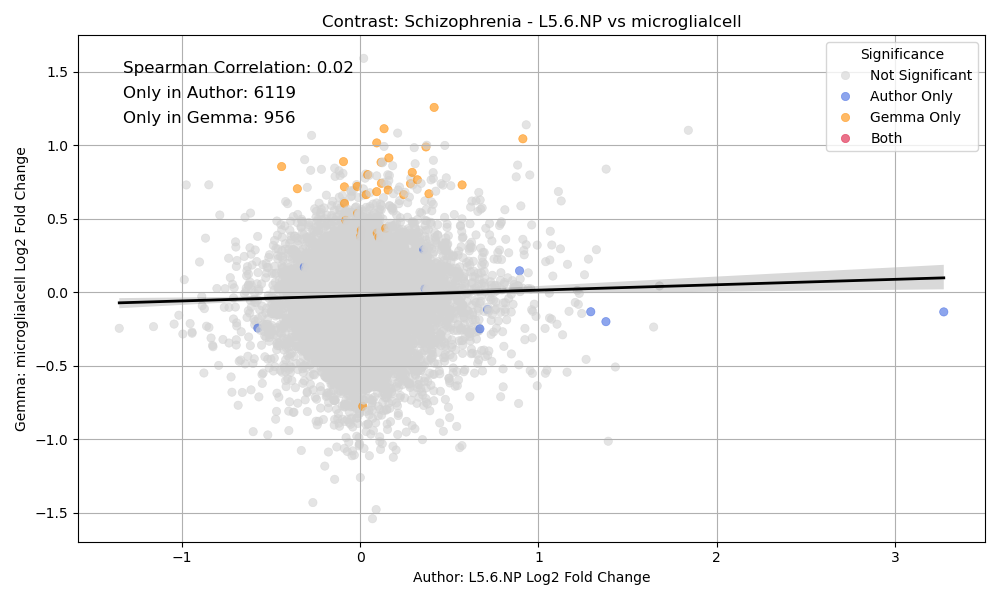 Contrast: Schizophrenia - L5.6.NP vs microglialcell
Spearman Correlation: 0.02
Only in Author: 6119
Only in Gemma: 956
Significance
Not Significant
Author Only
Gemma Only
Both
Gemma: microglialcell Log2 Fold Change
1.5
1.0
0.5
0.0
−0.5
−1.0
−1.5
−1
0
1
2
3
Author: L5.6.NP Log2 Fold Change